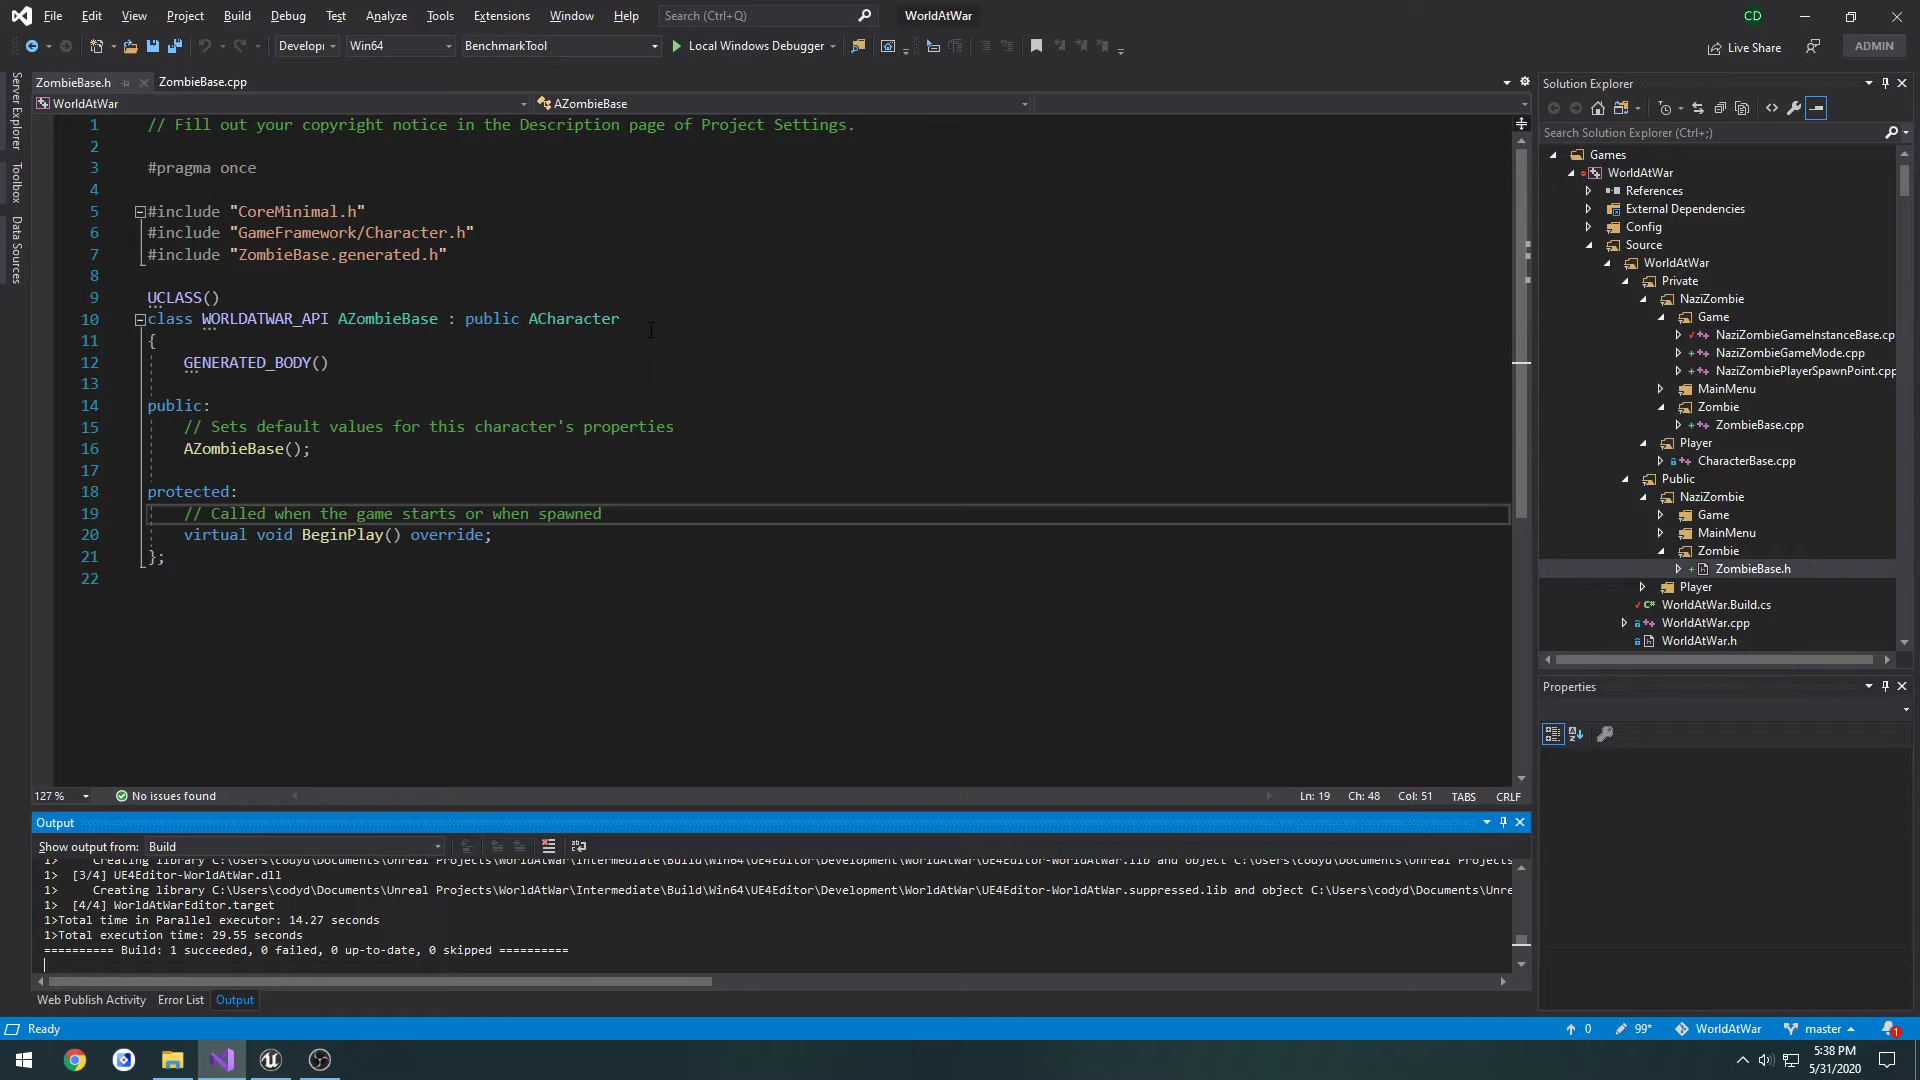 File Edit View Project Build Debug Test Analyze Tools Extensions Window Help Search (Ctrl+Q) WorldAtWar CD
Develop Win64 BenchmarkTool Local Windows Debugger Live Share ADMIN
Server Explorer
Toolbox
Data Sources
ZombieBase.h ZombieBase.cpp
WorldAtWar AZombieBase
1 // Fill out your copyright notice in the Description page of Project Settings.
2
3 #pragma once
4
5 #include "CoreMinimal.h"
6 #include "GameFramework/Character.h"
7 #include "ZombieBase.generated.h"
8
9 UCLASS()
10 class WORLDATWAR_API AZombieBase : public ACharacter
11 {
12 GENERATED_BODY()
13
14 public:
15 // Sets default values for this character's properties
16 AZombieBase();
17
18 protected:
19 // Called when the game starts or when spawned
20 virtual void BeginPlay() override;
21 };
22
127 % No issues found Ln: 19 Ch: 48 Col: 51 TABS CRLF
Output
Show output from: Build
1> Creating library C:\Users\codyd\Documents\Unreal Projects\WorldAtWar\Intermediate\Build\Win64\UE4Editor\Development\WorldAtWar\UE4Editor-WorldAtWar.lib and object C:\Users\codyd\Documents\Unreal Projects
1> [3/4] UE4Editor-WorldAtWar.dll
1> Creating library C:\Users\codyd\Documents\Unreal Projects\WorldAtWar\Intermediate\Build\Win64\UE4Editor\Development\WorldAtWar\UE4Editor-WorldAtWar.suppressed.lib and object C:\Users\codyd\Documents\Unre
1> [4/4] WorldAtWarEditor.target
1>Total time in Parallel executor: 14.27 seconds
1>Total execution time: 29.55 seconds
========== Build: 1 succeeded, 0 failed, 0 up-to-date, 0 skipped ==========
Web Publish Activity Error List Output
Solution Explorer
Search Solution Explorer (Ctrl+;)
Games
WorldAtWar
References
External Dependencies
Config
Source
WorldAtWar
Private
NaziZombie
Game
NaziZombieGameInstanceBase.cp
NaziZombieGameMode.cpp
NaziZombiePlayerSpawnPoint.cpp
MainMenu
Zombie
ZombieBase.cpp
Player
CharacterBase.cpp
Public
NaziZombie
Game
MainMenu
Zombie
ZombieBase.h
Player
WorldAtWar.Build.cs
WorldAtWar.cpp
WorldAtWar.h
Properties
Ready 0 99* WorldAtWar master 1
5:38 PM
5/31/2020